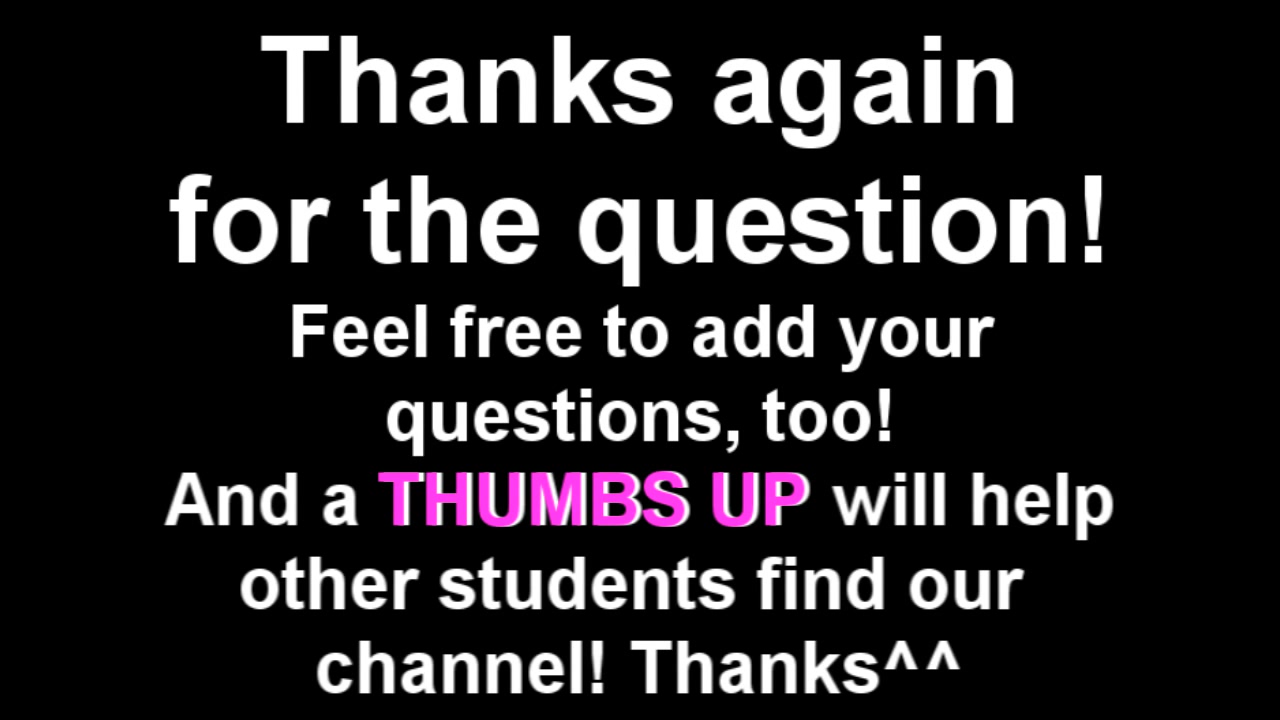 Thanks again
for the question!
Feel free to add your
questions, too!
And a THUMBS UP will help
other students find our
channel! Thanks^^